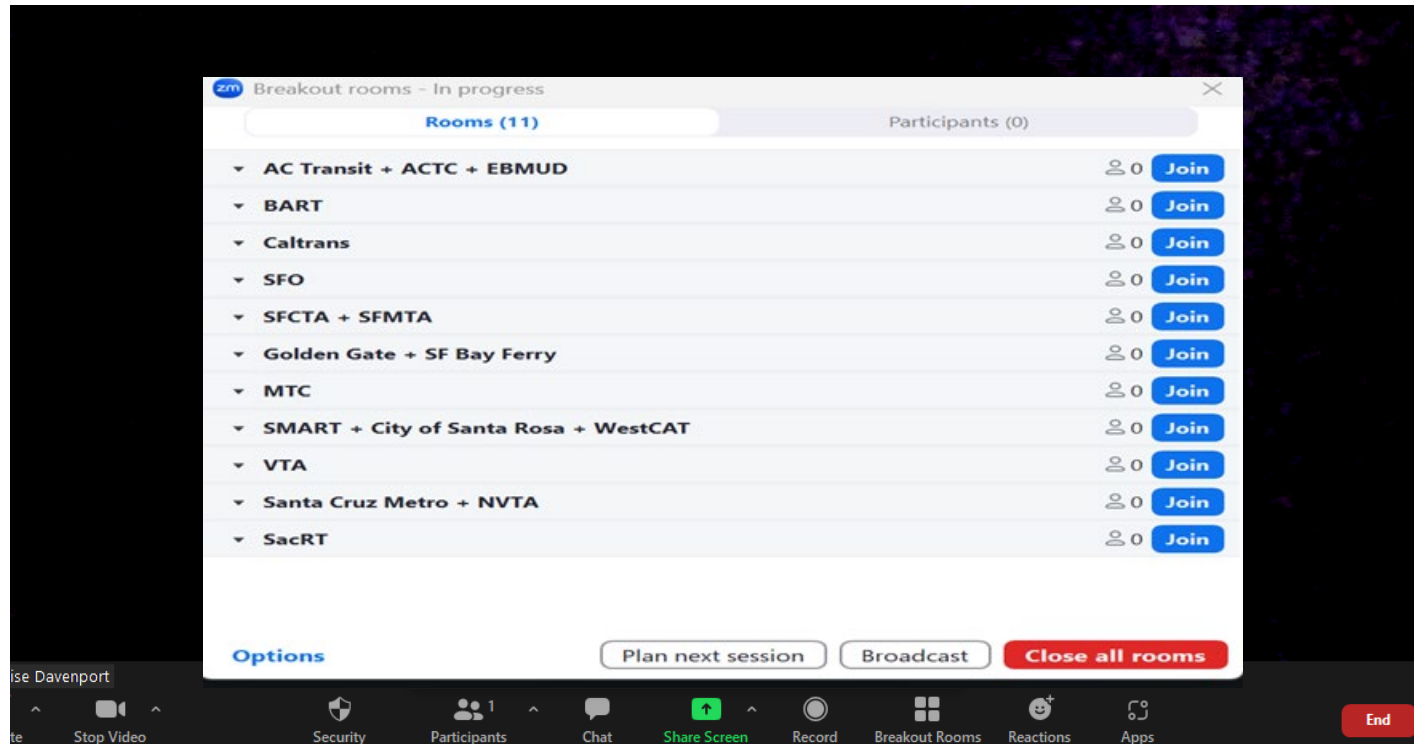 zm Breakout rooms - In progress
Rooms (11) Participants (0)
AC Transit + ACTC + EBMUD 0 Join
BART 0 Join
Caltrans 0 Join
SFO 0 Join
SFCTA + SFMTA 0 Join
Golden Gate + SF Bay Ferry 0 Join
MTC 0 Join
SMART + City of Santa Rosa + WestCAT 0 Join
VTA 0 Join
Santa Cruz Metro + NVTA 0 Join
SacRT 0 Join
Options Plan next session Broadcast Close all rooms
ise Davenport
1
te Stop Video Security Participants Chat Share Screen Record Breakout Rooms Reactions Apps End